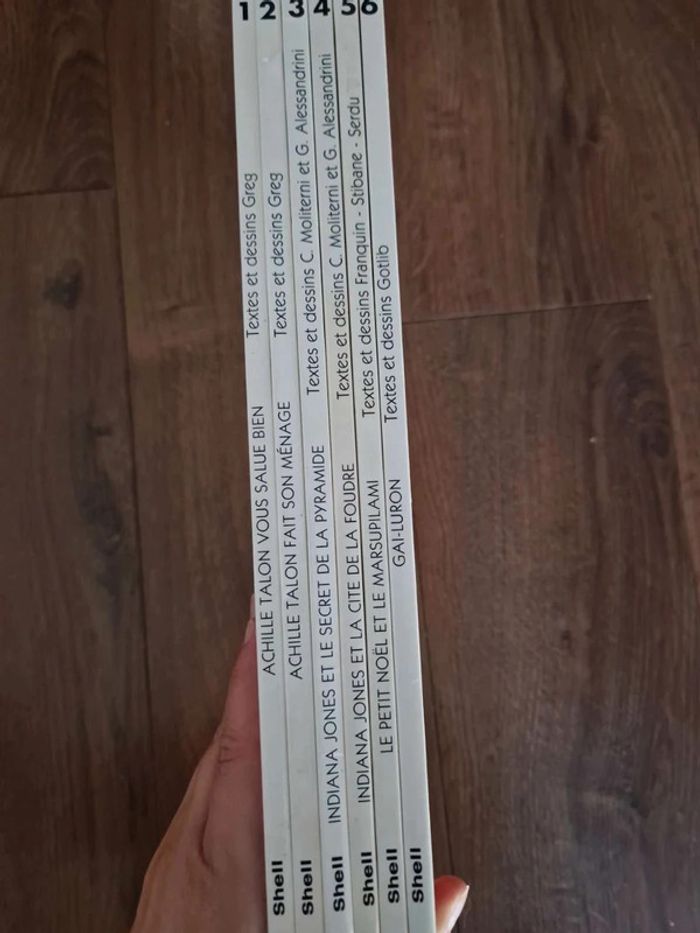 1 Textes et dessins Greg ACHILLE TALON VOUS SALUE BIEN Shell
2 Textes et dessins Greg ACHILLE TALON FAIT SON MÉNAGE Shell
3 Textes et dessins C. Moliterni et G. Alessandrini INDIANA JONES ET LE SECRET DE LA PYRAMIDE Shell
4 Textes et dessins C. Moliterni et G. Alessandrini INDIANA JONES ET LA CITE DE LA FOUDRE Shell
5 Textes et dessins Franquin - Stibane - Serdu LE PETIT NOËL ET LE MARSUPILAMI Shell
6 Textes et dessins Gotlib GAI-LURON Shell